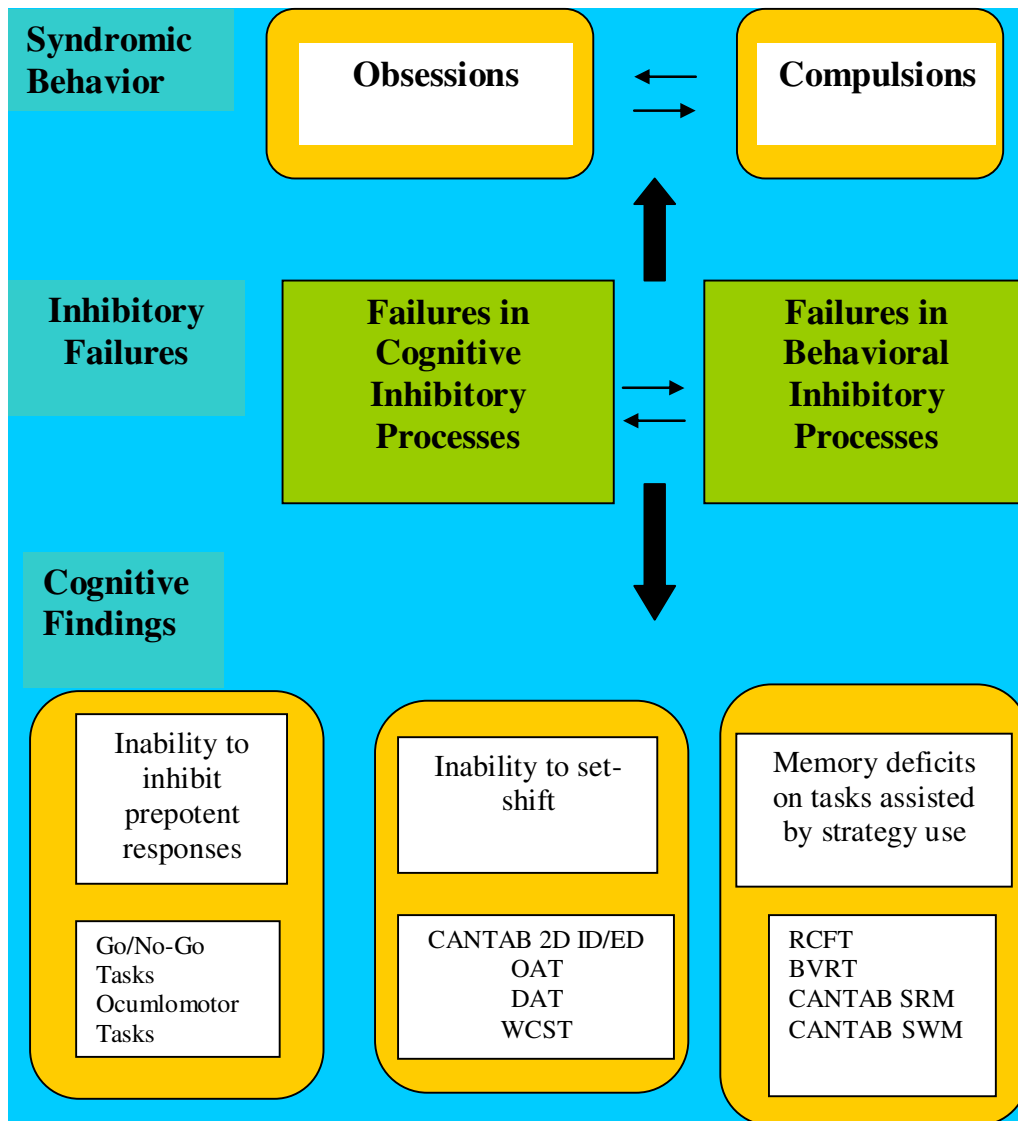 Syndromic
Behavior
Obsessions
Compulsions
Inhibitory
Failures
Failures in
Cognitive
Inhibitory
Processes
Failures in
Behavioral
Inhibitory
Processes
Cognitive
Findings
Inability to
inhibit
prepotent
responses
Inability to set-
shift
Memory deficits
on tasks assisted
by strategy use
Go/No-Go
Tasks
Ocumlomotor
Tasks
CANTAB 2D ID/ED
OAT
DAT
WCST
RCFT
BVRT
CANTAB SRM
CANTAB SWM